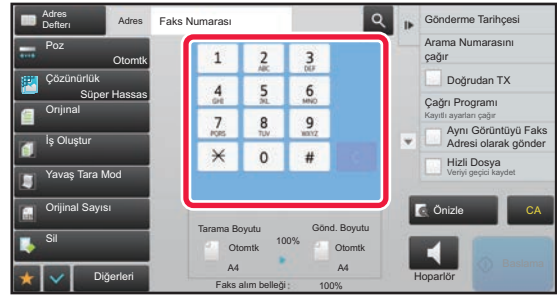 Adres
Defteri
Adres
Faks Numarası
Poz
Otomtk
Çözünürlük
Süper Hassas
Orijinal
İş Oluştur
Yavaş Tara
Mod
Orijinal Sayısı
Sil
Diğerleri
1
2
ABC
3
DEF
4
GHI
5
JKL
6
MNO
7
PQRS
8
TUV
9
WXYZ
0
#
C
Tarama Boyutu
Otomtk
A4
100%
Gönd. Boyutu
Otomtk
A4
Faks alım belleği: 100%
Gönderme Tarihçesi
Arama Numarasını
çağır
Doğrudan TX
Çağrı Programı
Kayıtlı ayarları çağır
Aynı Görüntüyü Faks
Adresi olarak gönder
Hizli Dosya
Veriyi geçici kaydet
Önizle
CA
Hoparlör